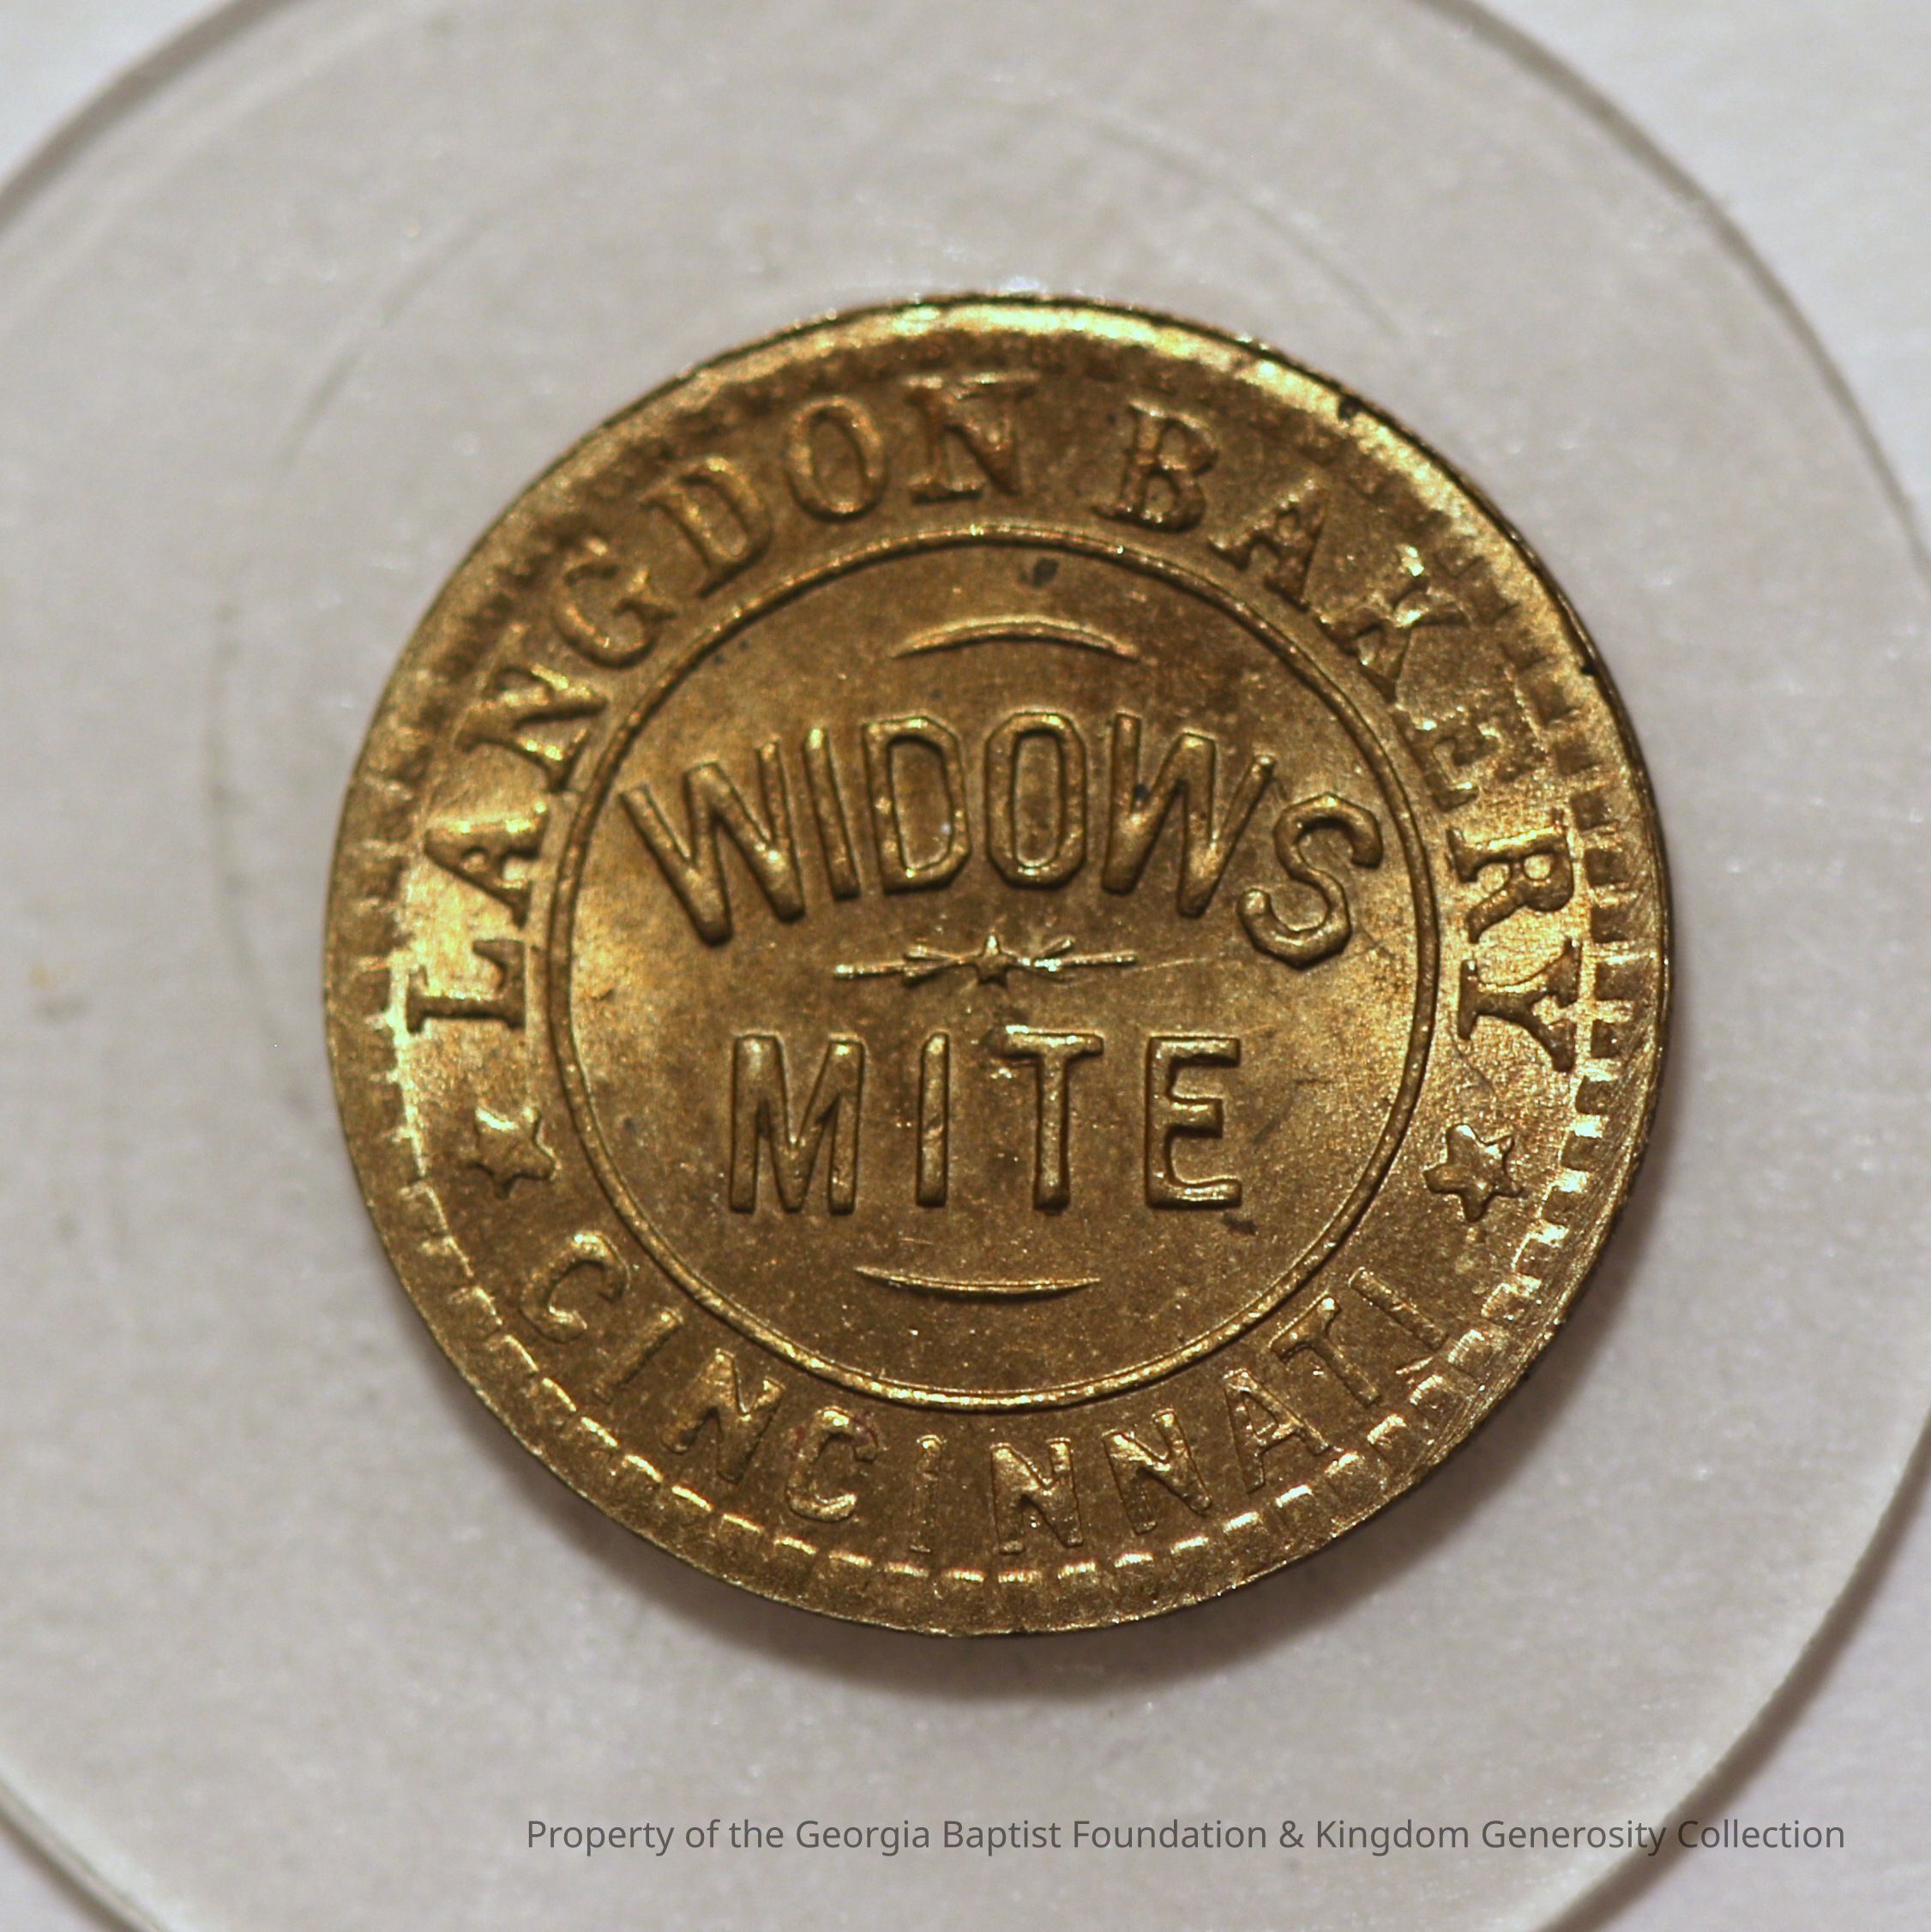 LANGDON BAKERY
WIDOWS
MITE
CINCINNATI
Property of the Georgia Baptist Foundation & Kingdom Generosity Collection